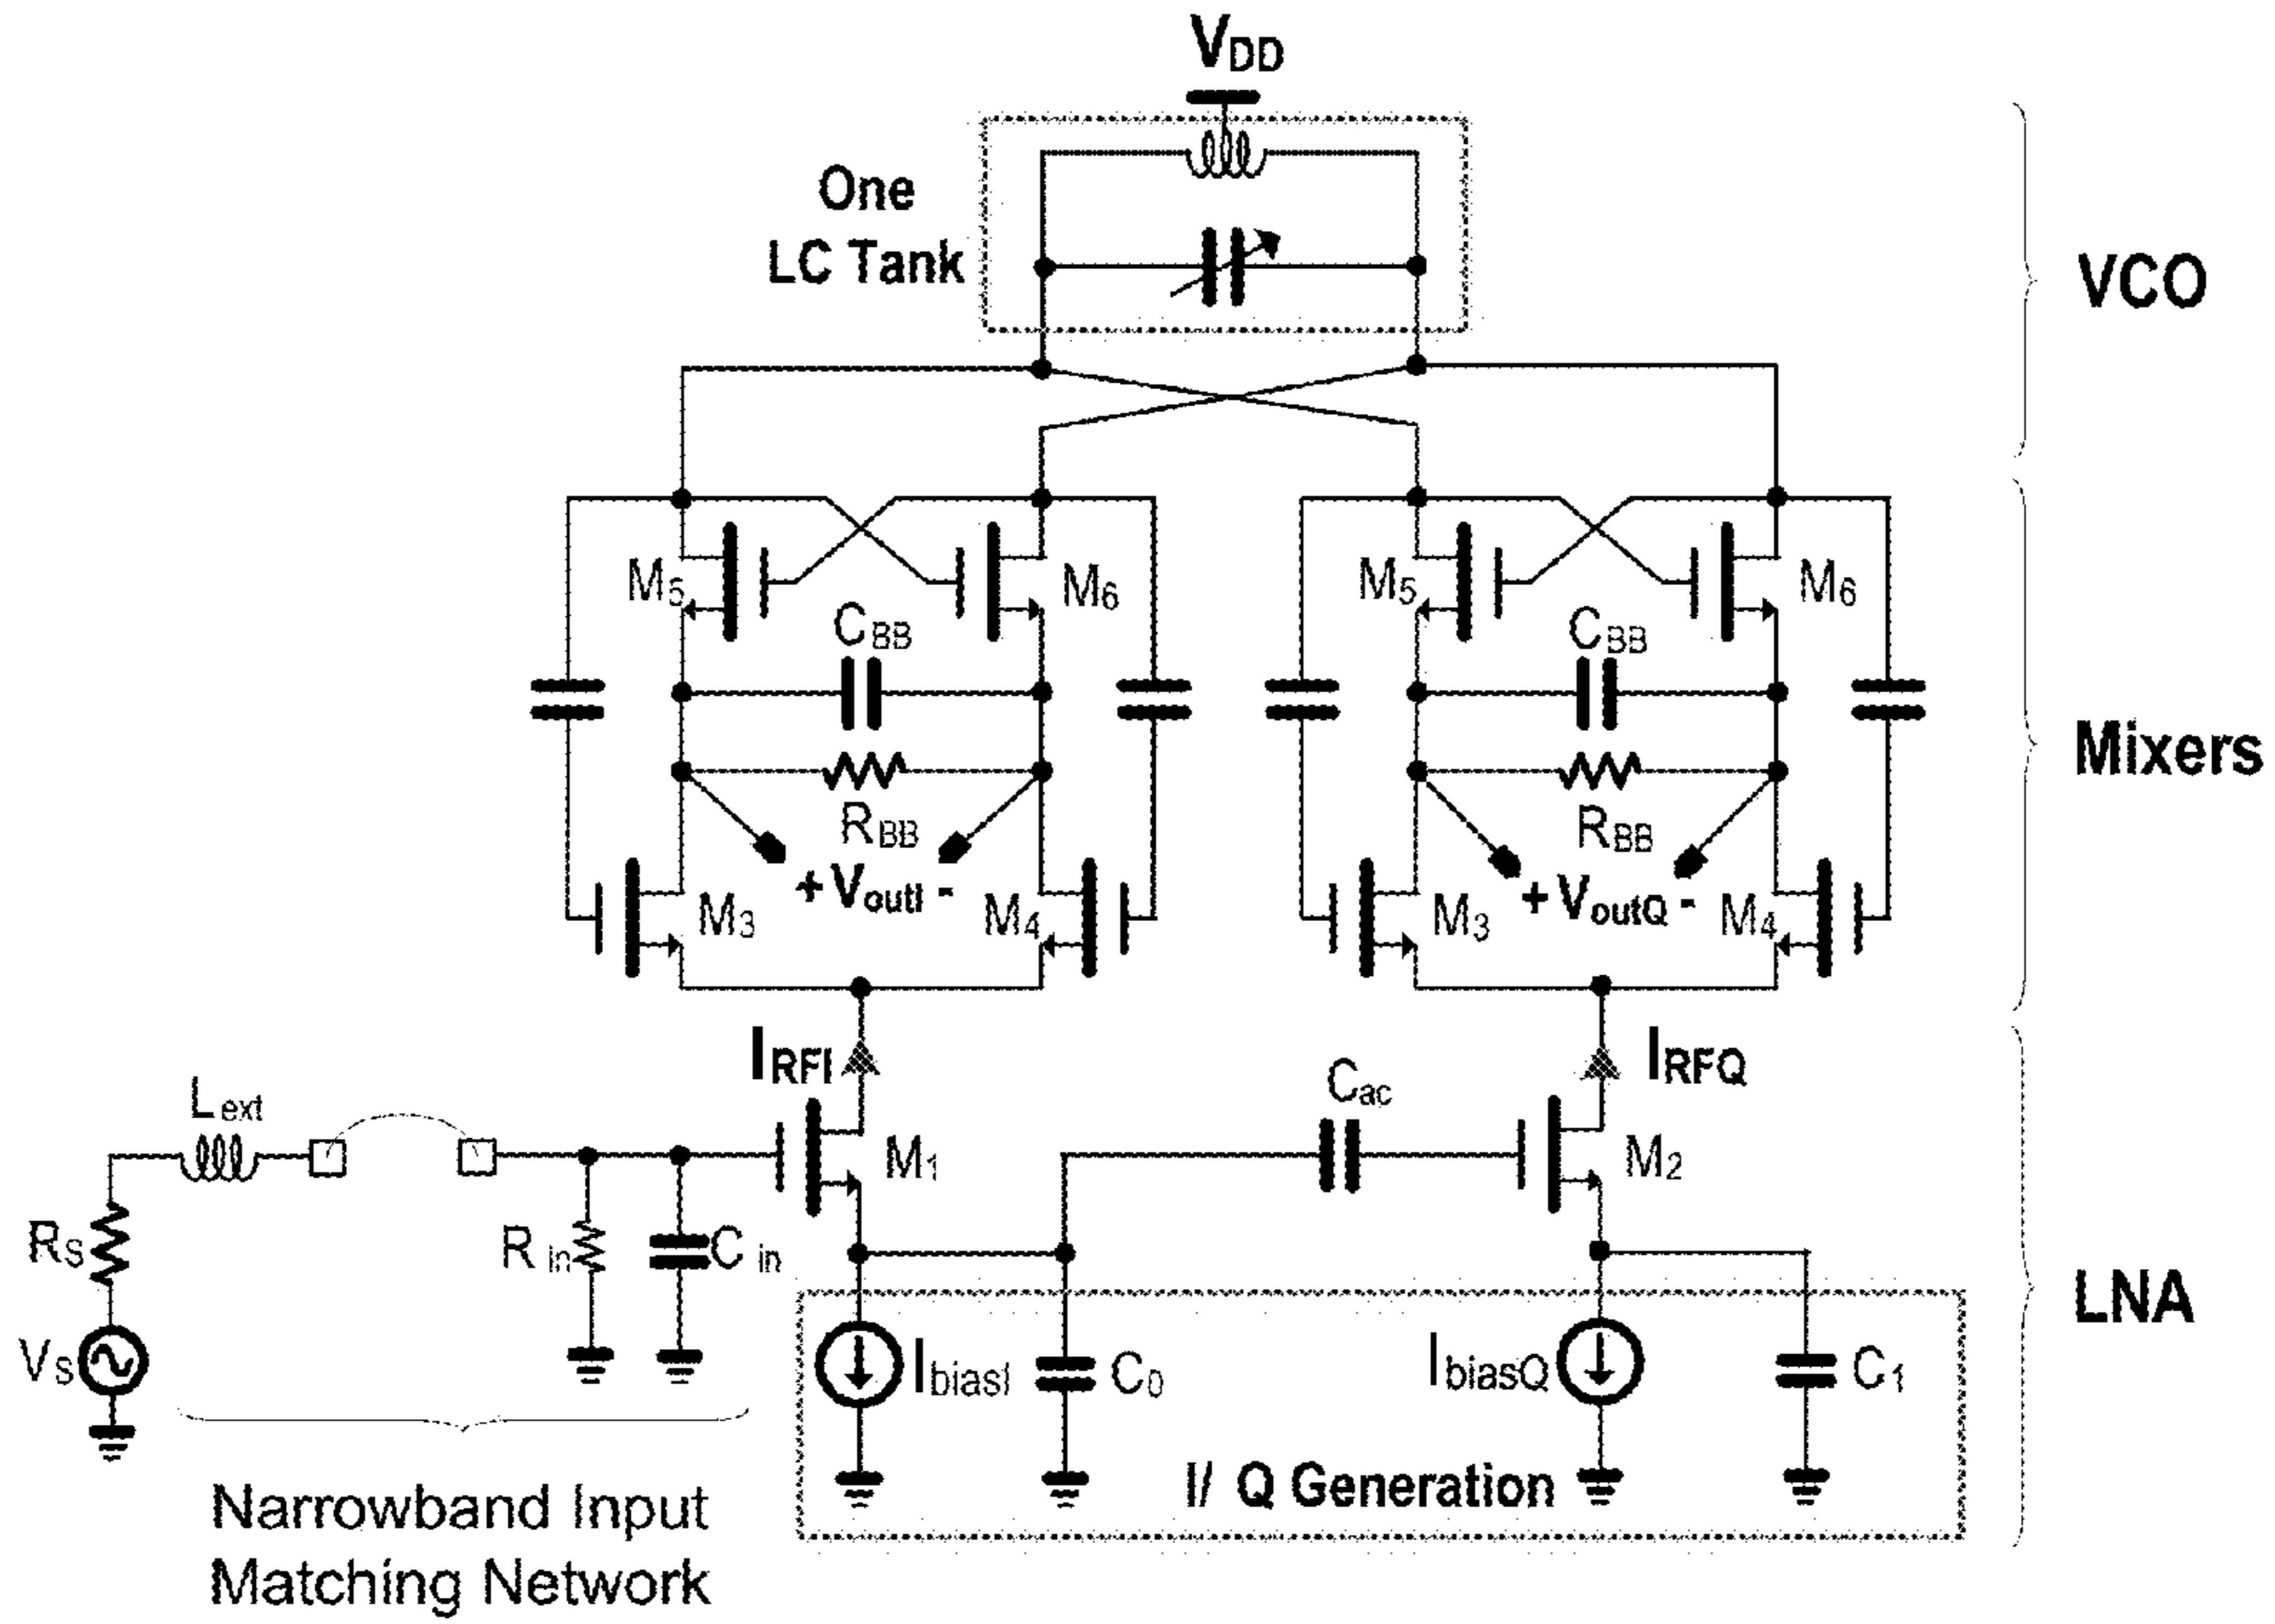 VDD
One
LC Tank
VCO
M5
M6
M5
M6
CBB
CBB
Mixers
RBB
RBB
+ VoutI -
+ VoutQ -
M3
M4
M3
M4
IRFI
IRFQ
Lext
Cac
M1
M2
RS
Rin
Cin
LNA
VS
IbiasI
C0
IbiasQ
C1
I/ Q Generation
Narrowband Input
Matching Network